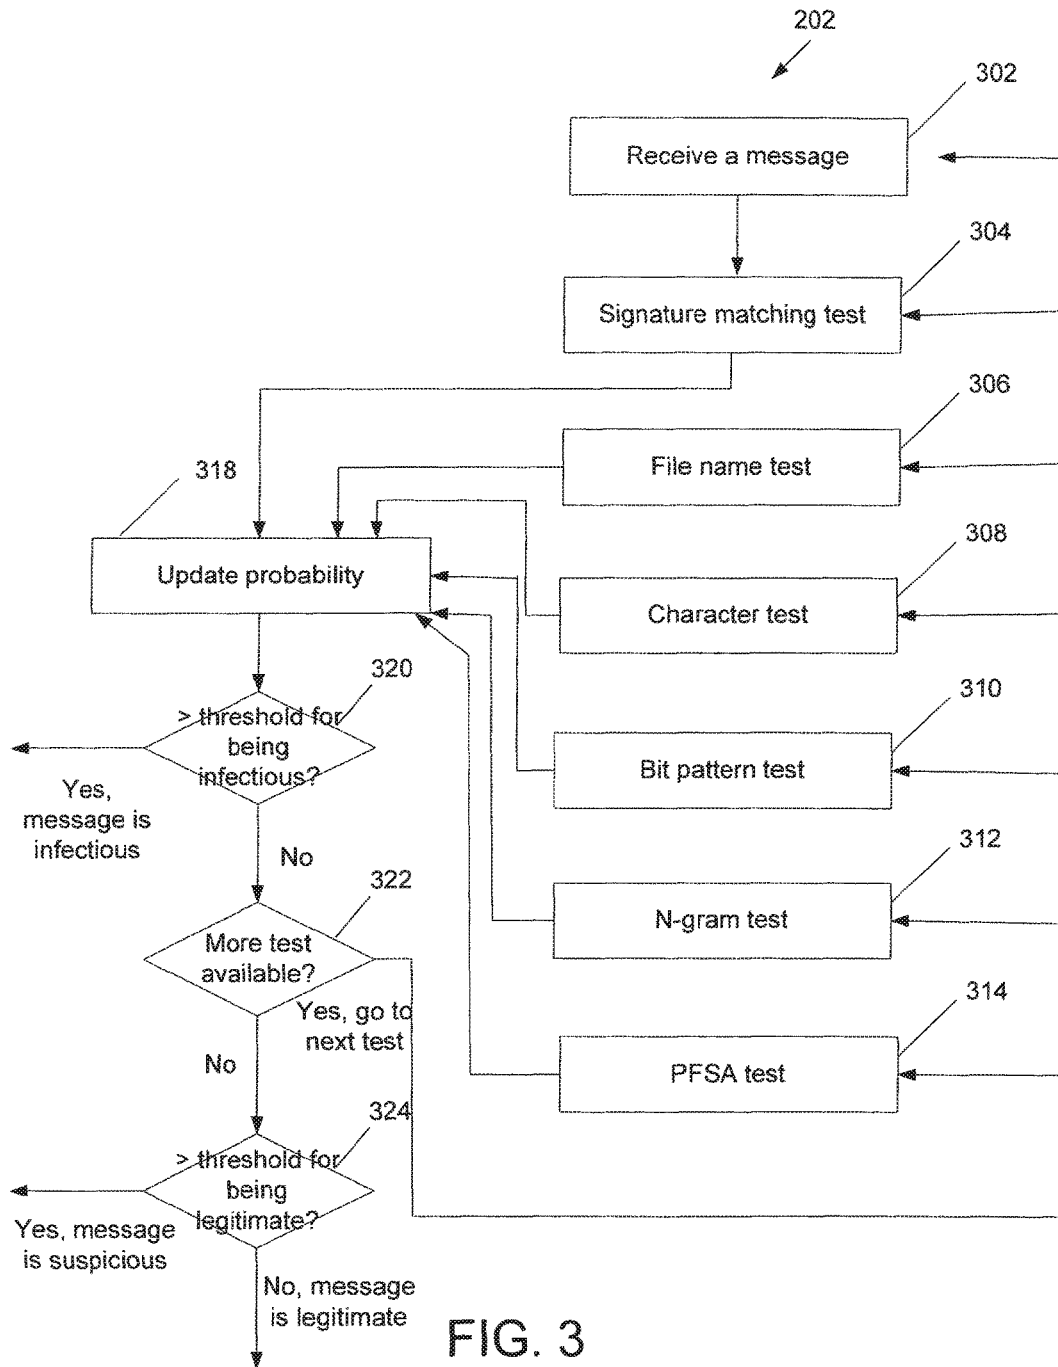 202
302
Receive a message
304
Signature matching test
306
File name test
318
308
Update probability
Character test
320
> threshold for
being
infectious?
310
Bit pattern test
Yes,
message is
infectious
No
312
322
N-gram test
More test
available?
Yes, go to
next test
314
No
PFSA test
324
> threshold for
being
legitimate?
Yes, message
is suspicious
No, message
is legitimate
FIG. 3